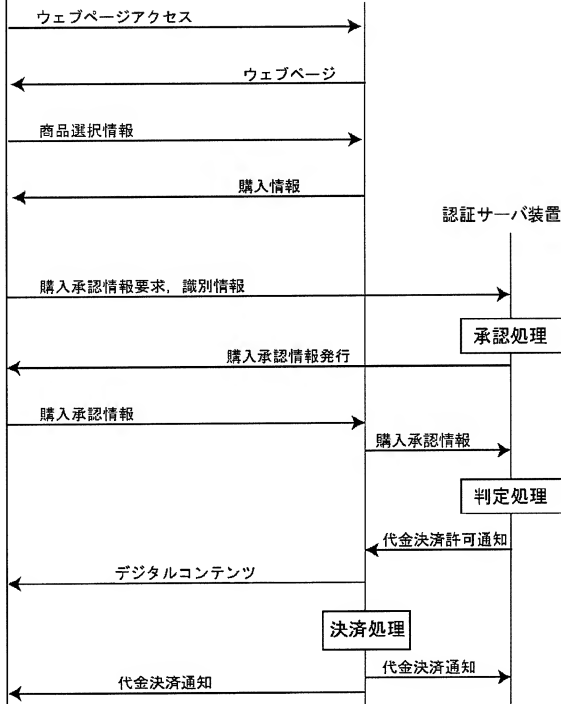 ウェブページアクセス
ウェブページ
商品選択情報
購入情報
認証サーバ装置
購入承認情報要求，識別情報
承認処理
購入承認情報発行
購入承認情報
購入承認情報
判定処理
代金決済許可通知
デジタルコンテンツ
決済処理
代金決済通知
代金決済通知